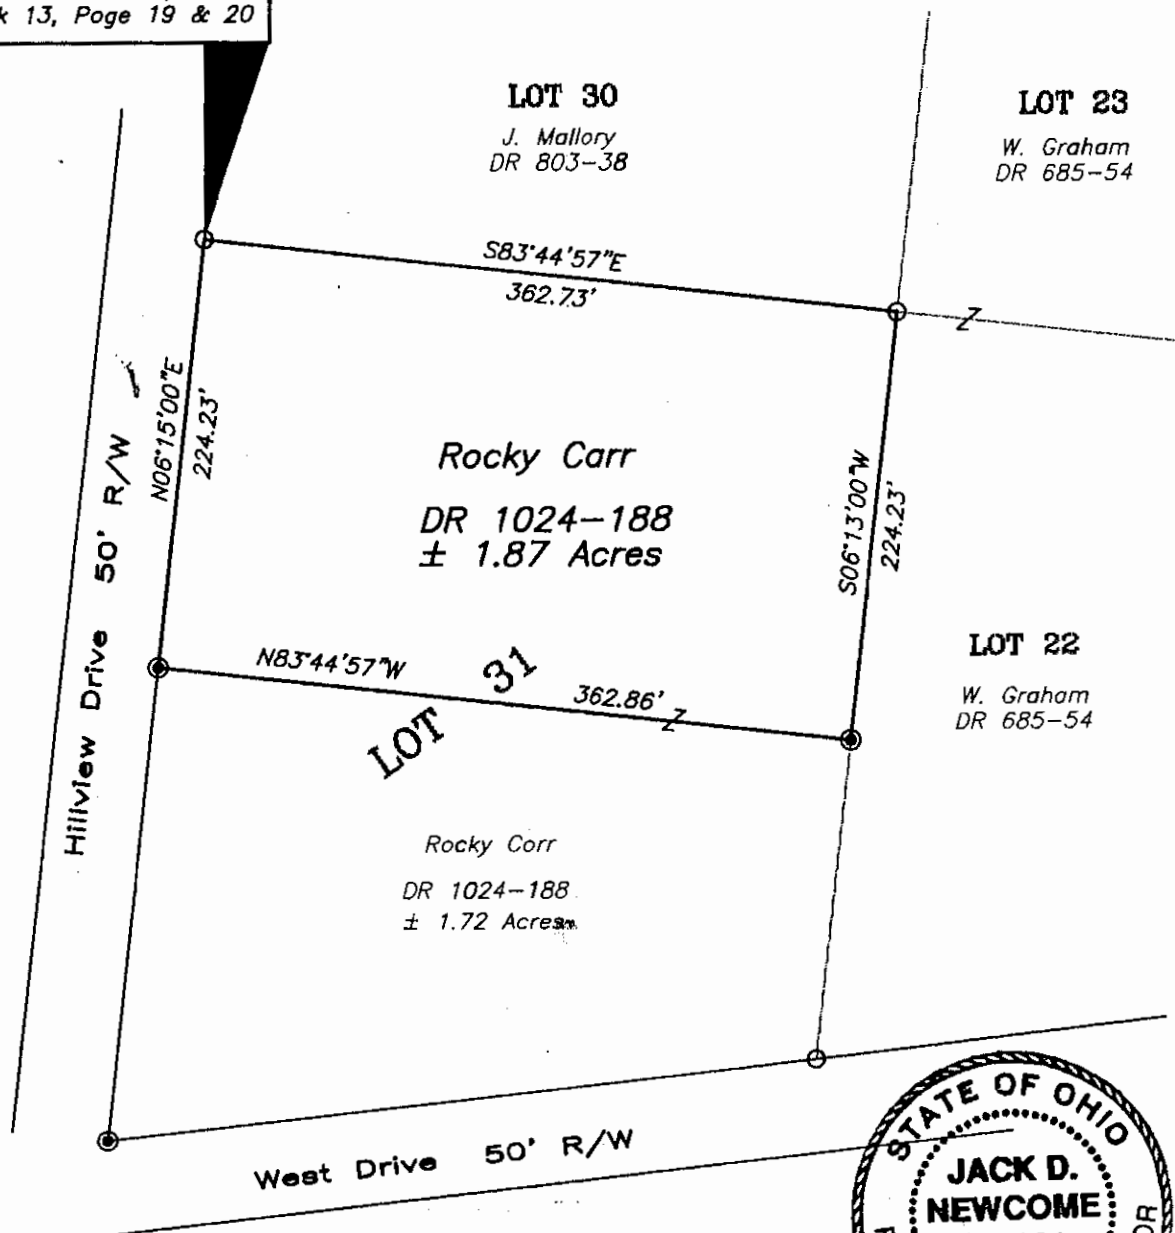 k 13, Page 19 & 20
LOT 30
J. Mallory
DR 803-38
LOT 23
W. Graham
DR 685-54
S83°44'57"E
362.73'
N06°15'00"E
224.23'
Hillview Drive 50' R/W
Rocky Carr
DR 1024-188
± 1.87 Acres
S06°13'00"W
224.23'
N83°44'57"W
362.86'
LOT 31
LOT 22
W. Graham
DR 685-54
Rocky Carr
DR 1024-188
± 1.72 Acres
West Drive 50' R/W
STATE OF OHIO
JACK D.
NEWCOME